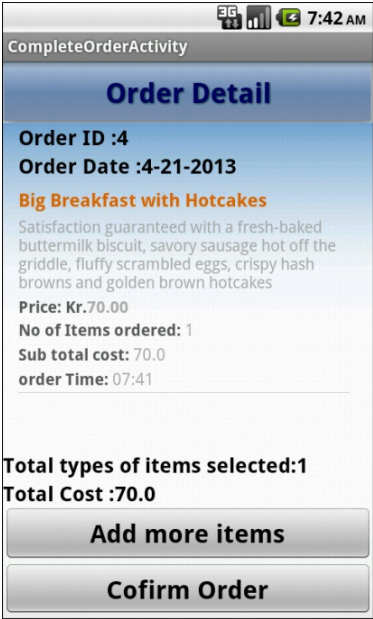 3G 7:42 AM
CompleteOrderActivity
Order Detail
Order ID :4
Order Date :4-21-2013
Big Breakfast with Hotcakes
Satisfaction guaranteed with a fresh-baked
buttermilk biscuit, savory sausage hot off the
griddle, fluffy scrambled eggs, crispy hash
browns and golden brown hotcakes
Price: Kr.70.00
No of Items ordered: 1
Sub total cost: 70.0
order Time: 07:41
Total types of items selected:1
Total Cost :70.0
Add more items
Cofirm Order